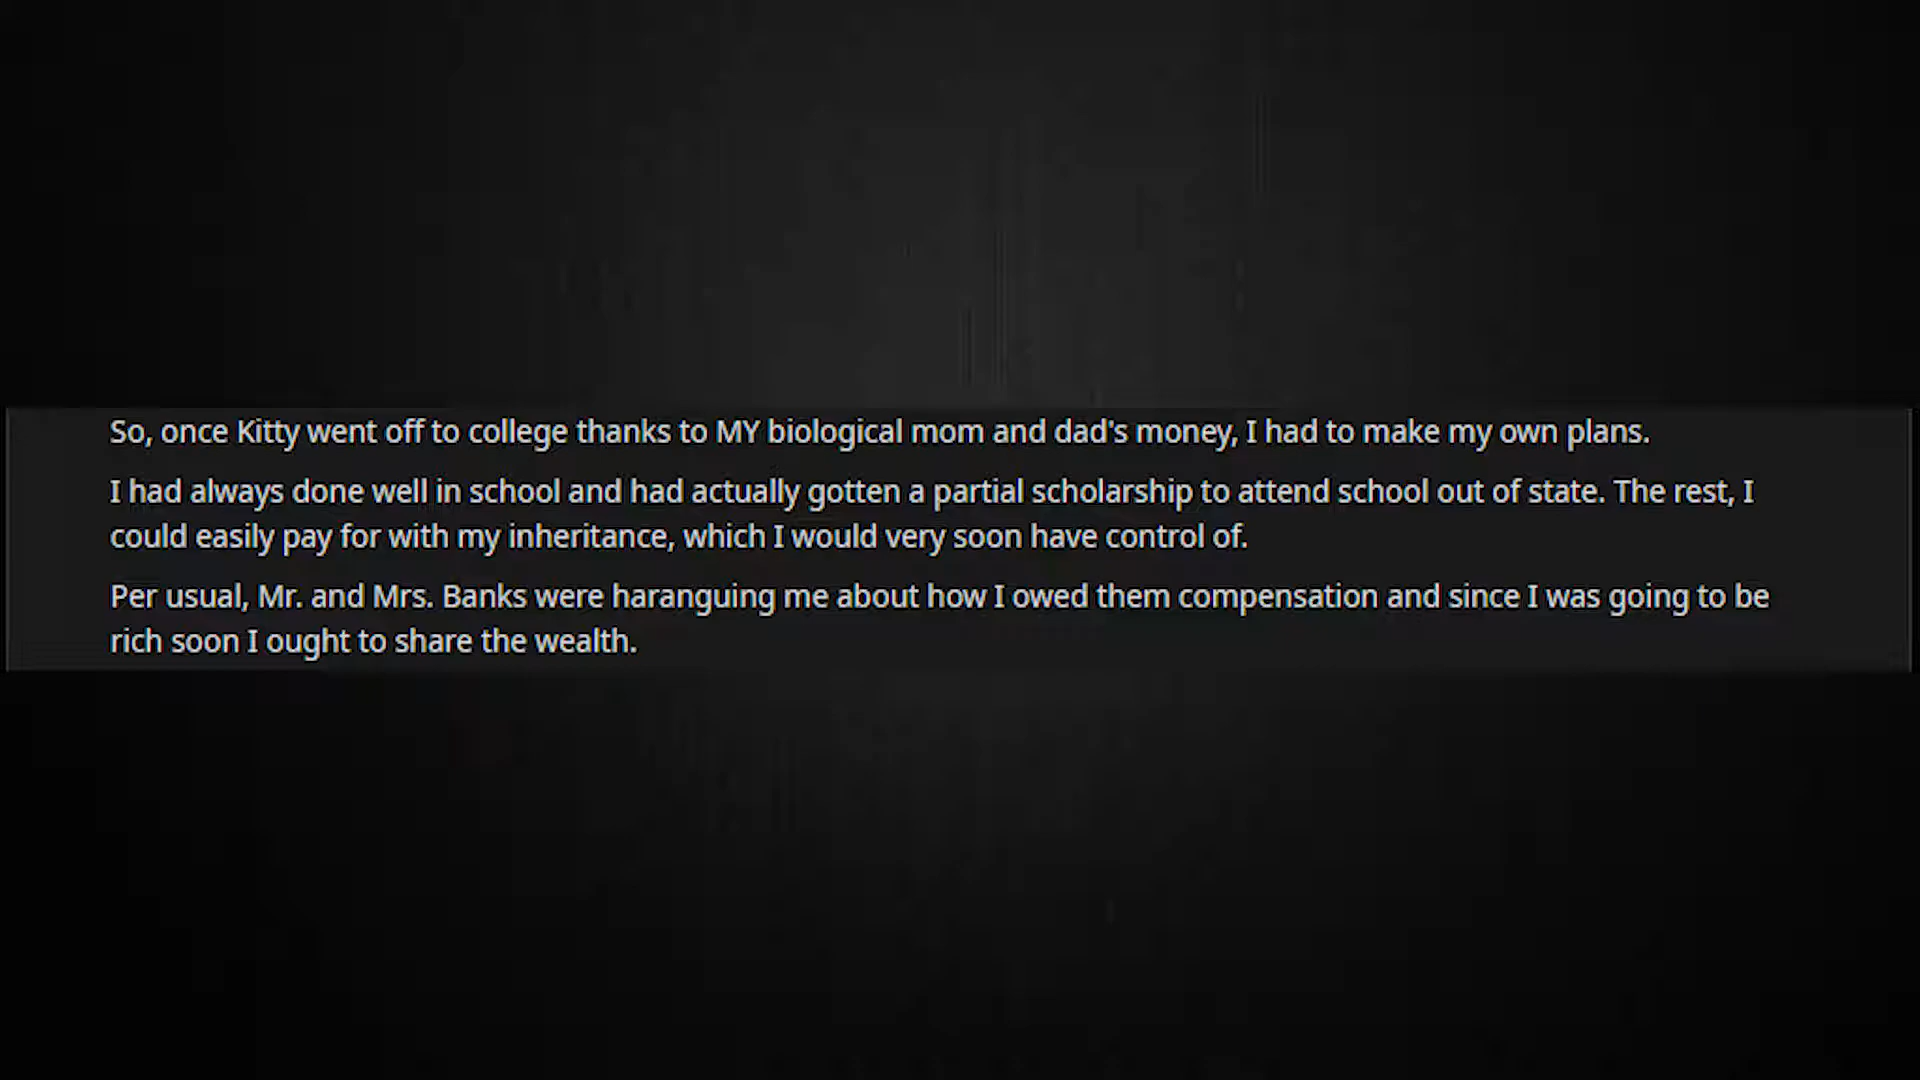 So, once Kitty went off to college thanks to MY biological mom and dad's money, I had to make my own plans.
I had always done well in school and had actually gotten a partial scholarship to attend school out of state. The rest, I
could easily pay for with my inheritance, which I would very soon have control of.
Per usual, Mr. and Mrs. Banks were haranguing me about how I owed them compensation and since I was going to be
rich soon I ought to share the wealth.